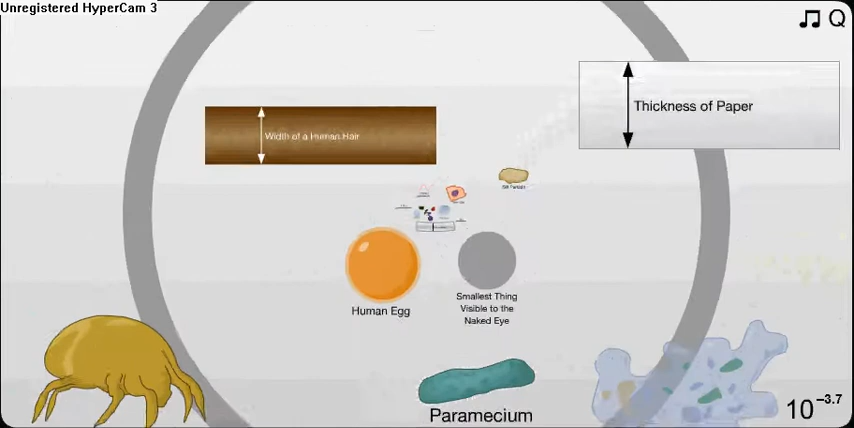 Unregistered HyperCam 3
Thickness of Paper
Width of a Human Hair
Human Egg
Smallest Thing
Visible to the
Naked Eye
Paramecium
10^-3.7